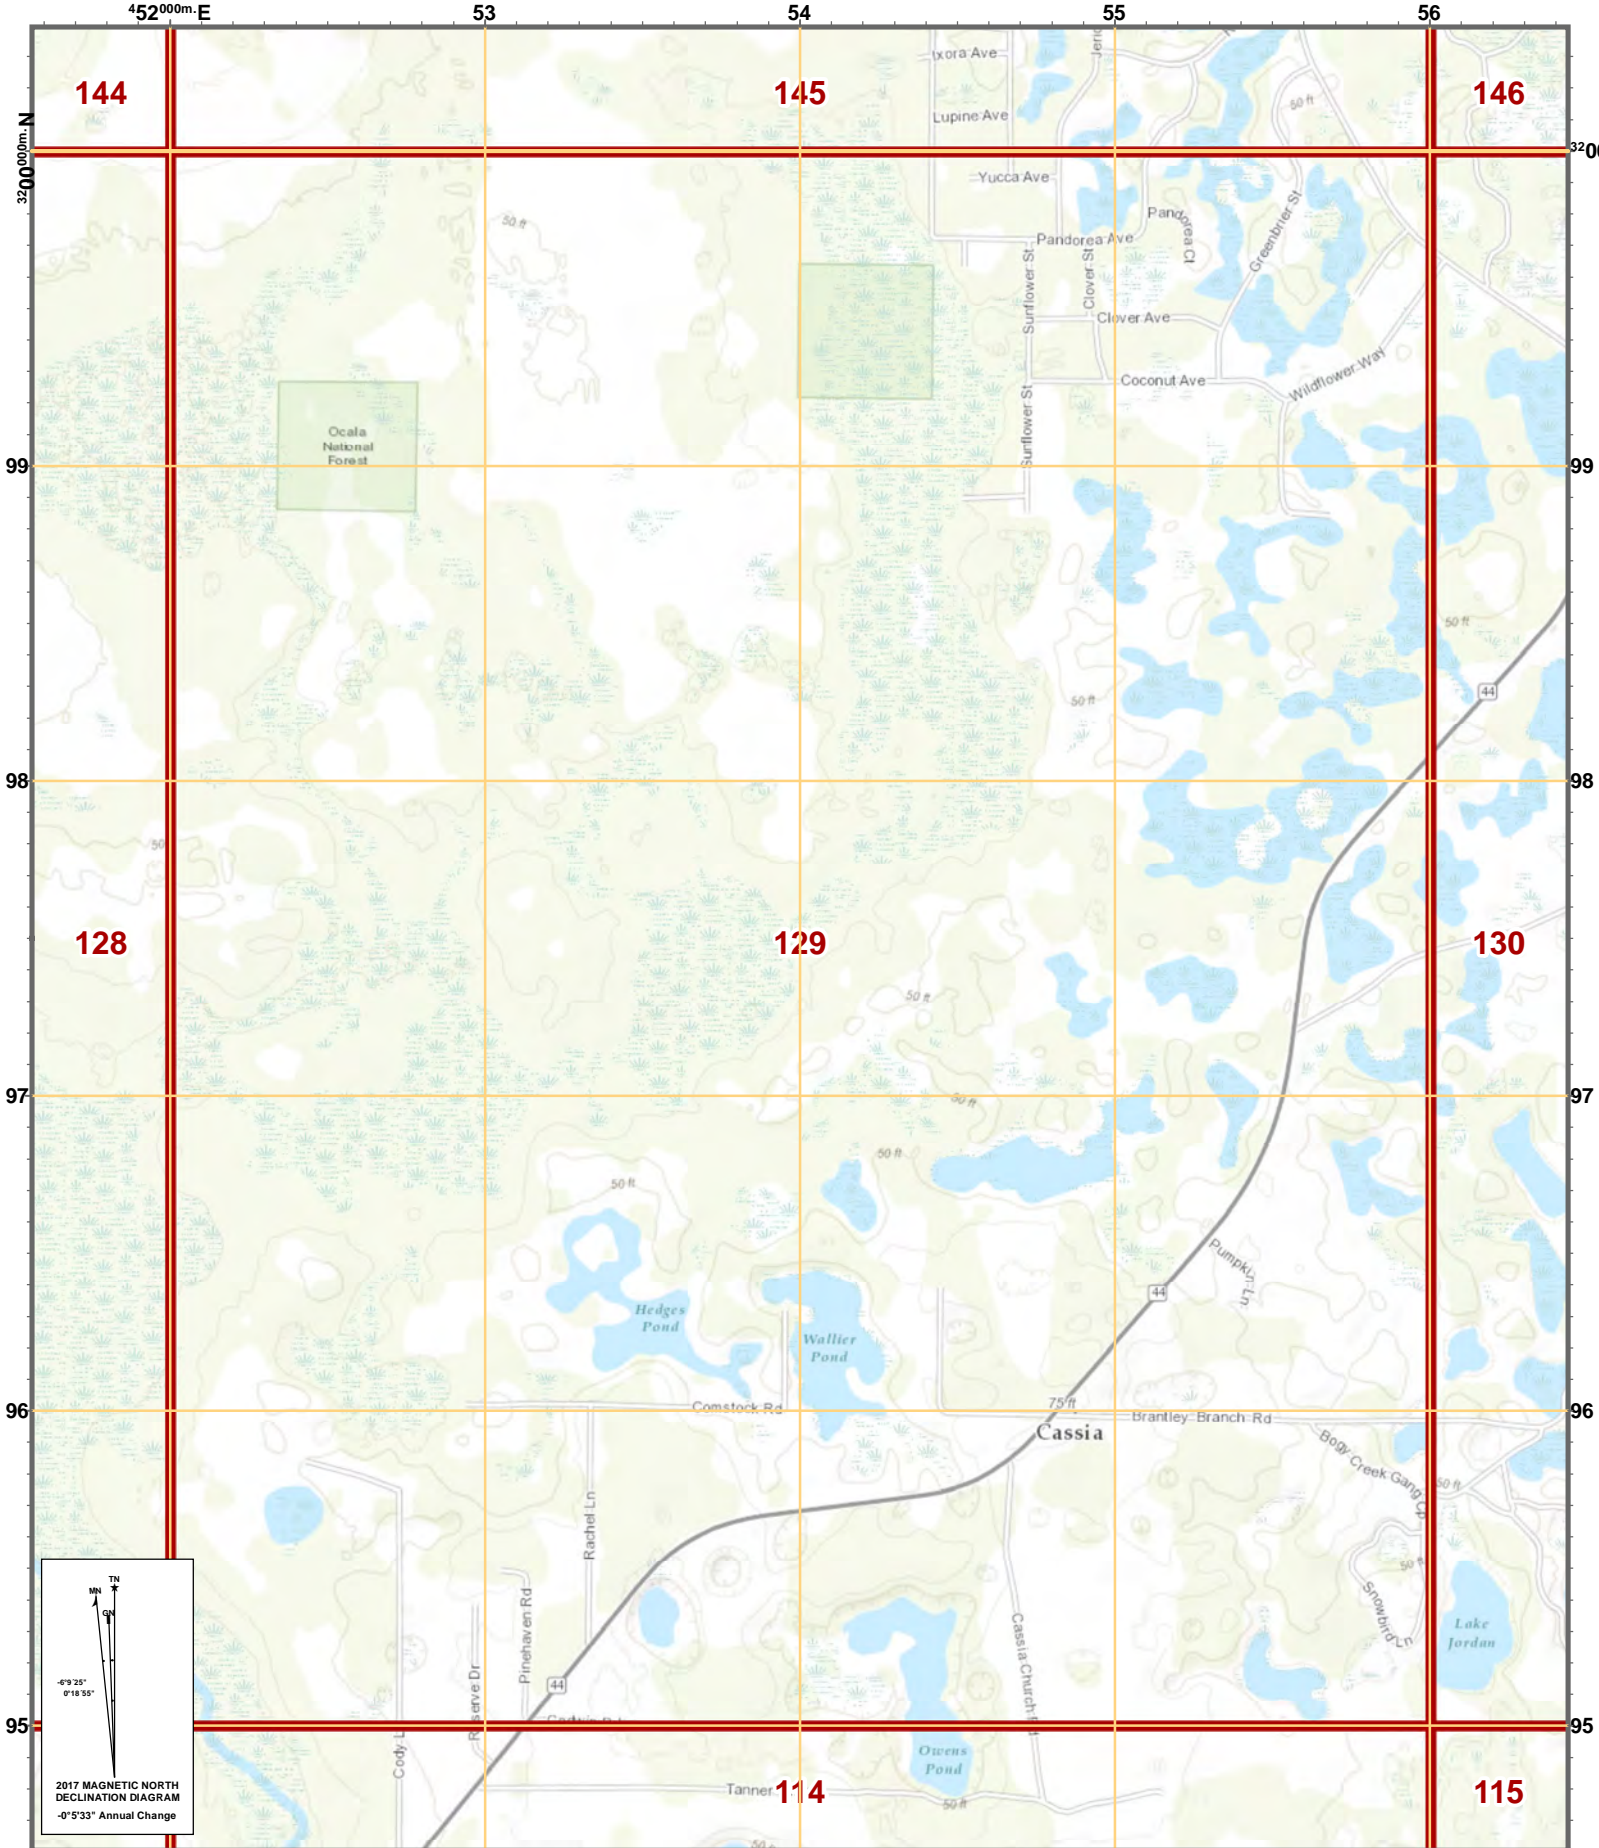 452000m.E 53 54 55 56
Ixora Ave
144 145 146
50 ft
Lupine Ave
3200000m.N
Yucca Ave
Pandorea Ct
50 ft
Greenbrier St
Pandorea Ave
Sunflower St
Clover St
Clover Ave
Coconut Ave
Wildflower Way
Sunflower St
Ocala
National
Forest
99 99
50 ft
44
50 ft
98 98
50
128 129 130
50 ft
97 97
50 ft
50 ft
50 ft
Pumpkin Ln
44
Hedges
Pond
Wallier
Pond
75 ft
Comstock Rd
96 96
Brantley Branch Rd
Cassia
Bogy Creek Gang Cp
50 ft
Rachel Ln
50 ft
Snowbird Ln
Pinehaven Rd
Cassia Church Rd
Lake
Jordan
Reserve Dr
44
95 95
Cody L
Owens
Pond
Tanner
114 115
50 ft
50 ft
TN
MN
GN
-6°9'25"
0°18'55"
2017 MAGNETIC NORTH
DECLINATION DIAGRAM
-0°5'33" Annual Change